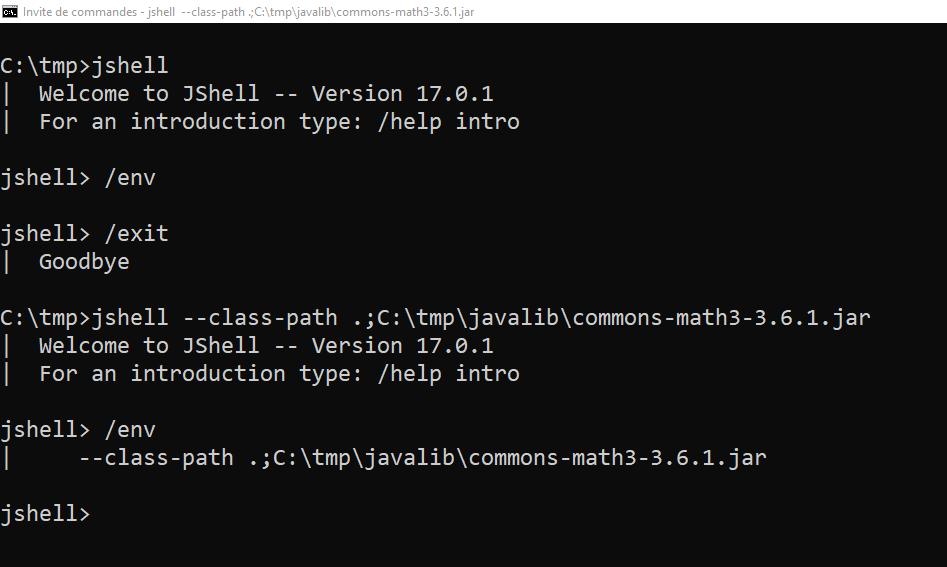 Invite de commandes - jshell --class-path .;C:\tmp\javalib\commons-math3-3.6.1.jar
C:\tmp>jshell
|  Welcome to JShell -- Version 17.0.1
|  For an introduction type: /help intro
jshell> /env
jshell> /exit
|  Goodbye
C:\tmp>jshell --class-path .;C:\tmp\javalib\commons-math3-3.6.1.jar
|  Welcome to JShell -- Version 17.0.1
|  For an introduction type: /help intro
jshell> /env
|     --class-path .;C:\tmp\javalib\commons-math3-3.6.1.jar
jshell>